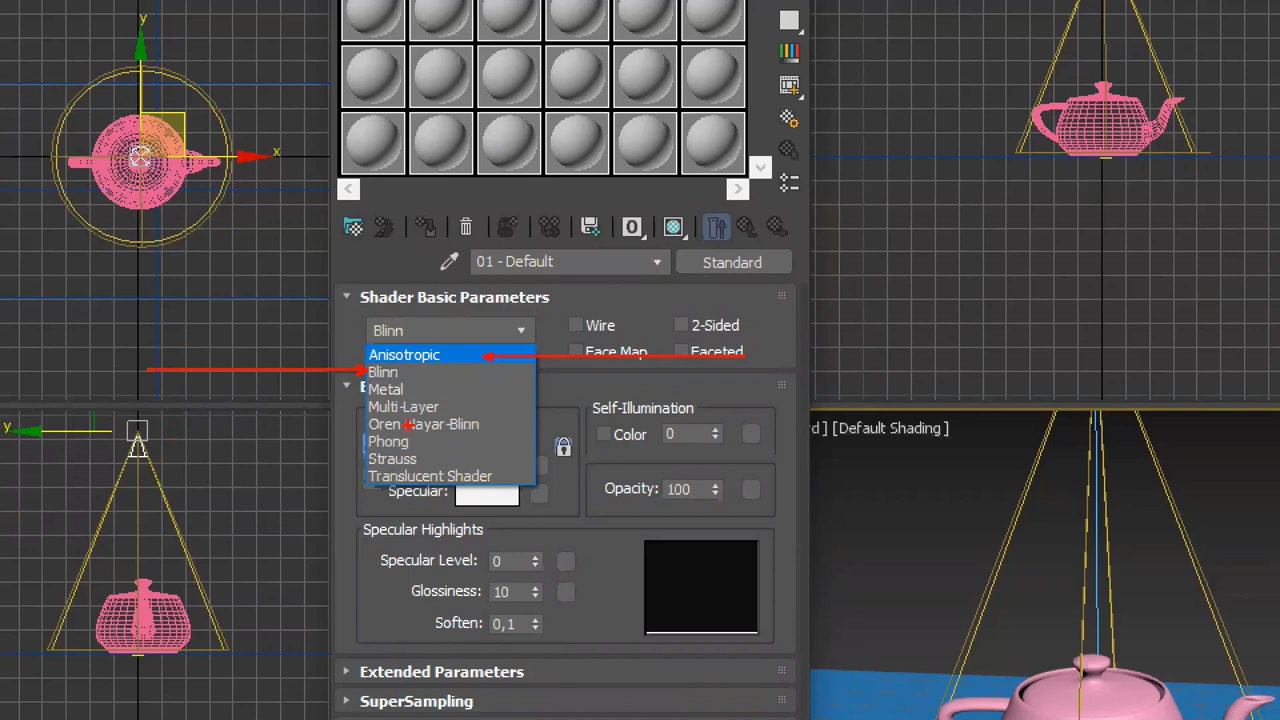 y
x
01 - Default
Standard
Shader Basic Parameters
Blinn
Wire
2-Sided
Face Map
Faceted
Anisotropic
Blinn
Metal
Multi-Layer
Oren-Nayar-Blinn
Phong
Strauss
Translucent Shader
Self-Illumination
Color
0
Opacity: 100
Specular:
Specular Highlights
Specular Level: 0
Glossiness: 10
Soften: 0,1
Extended Parameters
SuperSampling
y
rd ] [Default Shading ]